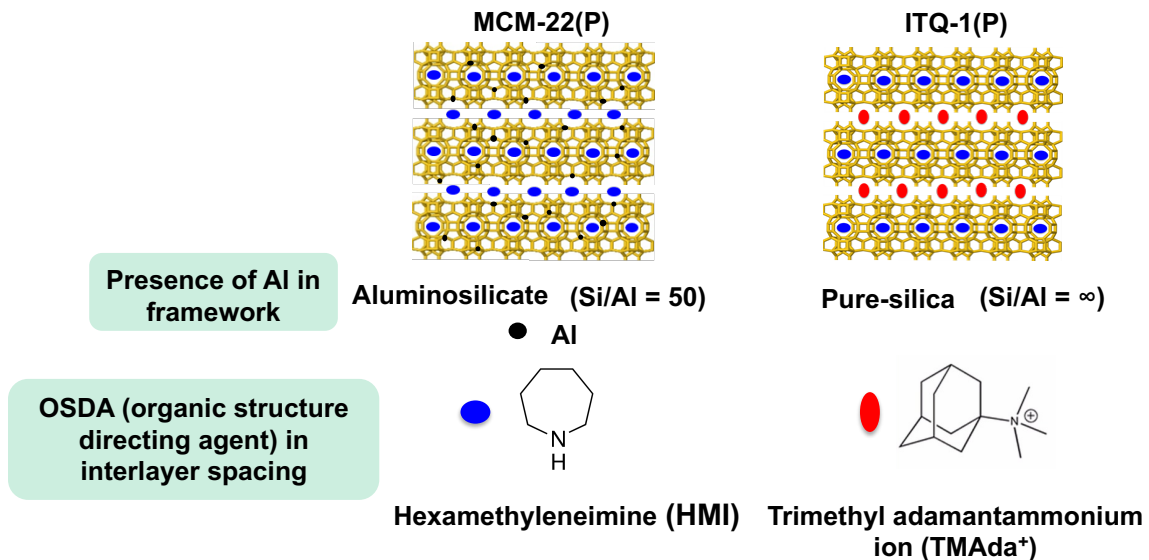 MCM-22(P)
ITQ-1(P)
Presence of Al in
framework
Aluminosilicate (Si/Al = 50)
Pure-silica (Si/Al = ∞)
Al
OSDA (organic structure
directing agent) in
interlayer spacing
N
H
N
⊕
Hexamethyleneimine (HMI)
Trimethyl adamantammonium
ion (TMAda⁺)